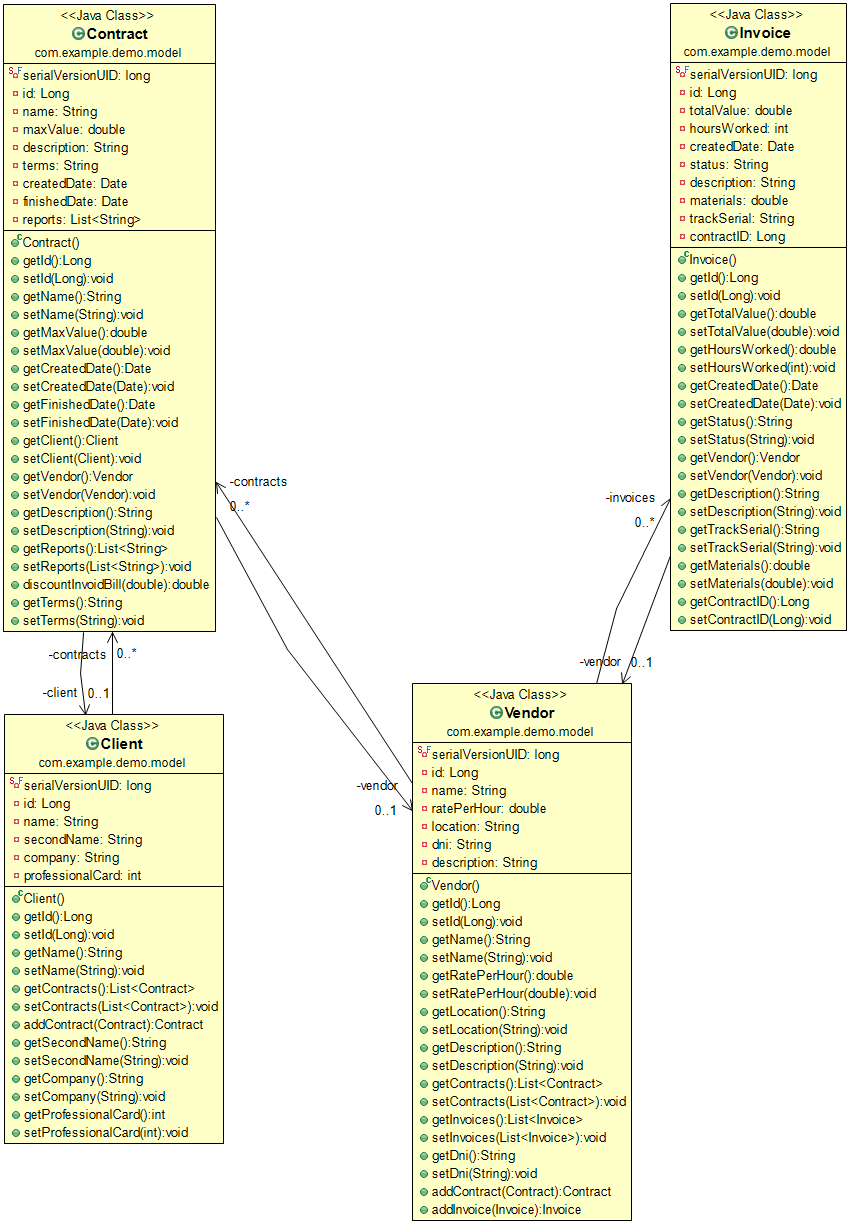 <<Java Class>>
Contract
com.example.demo.model
serialVersionUID: long
id: Long
name: String
maxValue: double
description: String
terms: String
createdDate: Date
finishedDate: Date
reports: List<String>
Contract()
getId():Long
setId(Long):void
getName():String
setName(String):void
getMaxValue():double
setMaxValue(double):void
getCreatedDate():Date
setCreatedDate(Date):void
getFinishedDate():Date
setFinishedDate(Date):void
getClient():Client
setClient(Client):void
getVendor():Vendor
setVendor(Vendor):void
getDescription():String
setDescription(String):void
getReports():List<String>
setReports(List<String>):void
discountInvoidBill(double):double
getTerms():String
setTerms(String):void
<<Java Class>>
Invoice
com.example.demo.model
serialVersionUID: long
id: Long
totalValue: double
hoursWorked: int
createdDate: Date
status: String
description: String
materials: double
trackSerial: String
contractID: Long
Invoice()
getId():Long
setId(Long):void
getTotalValue():double
setTotalValue(double):void
getHoursWorked():double
setHoursWorked(int):void
getCreatedDate():Date
setCreatedDate(Date):void
getStatus():String
setStatus(String):void
getVendor():Vendor
setVendor(Vendor):void
getDescription():String
setDescription(String):void
getTrackSerial():String
setTrackSerial(String):void
getMaterials():double
setMaterials(double):void
getContractID():Long
setContractID(Long):void
-contracts
0..*
-invoices
0..*
-contracts
0..*
-client
0..1
-vendor
0..1
-vendor
0..1
<<Java Class>>
Client
com.example.demo.model
serialVersionUID: long
id: Long
name: String
secondName: String
company: String
professionalCard: int
Client()
getId():Long
setId(Long):void
getName():String
setName(String):void
getContracts():List<Contract>
setContracts(List<Contract>):void
addContract(Contract):Contract
getSecondName():String
setSecondName(String):void
getCompany():String
setCompany(String):void
getProfessionalCard():int
setProfessionalCard(int):void
<<Java Class>>
Vendor
com.example.demo.model
serialVersionUID: long
id: Long
name: String
ratePerHour: double
location: String
dni: String
description: String
Vendor()
getId():Long
setId(Long):void
getName():String
setName(String):void
getRatePerHour():double
setRatePerHour(double):void
getLocation():String
setLocation(String):void
getDescription():String
setDescription(String):void
getContracts():List<Contract>
setContracts(List<Contract>):void
getInvoices():List<Invoice>
setInvoices(List<Invoice>):void
getDni():String
setDni(String):void
addContract(Contract):Contract
addInvoice(Invoice):Invoice